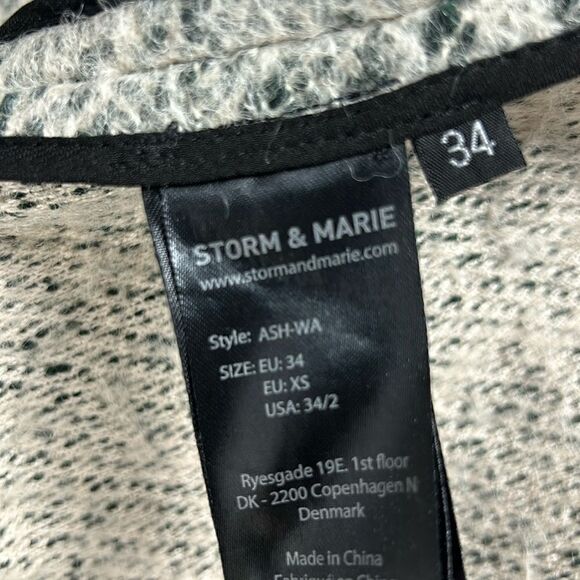 34
STORM & MARIE
www.stormandmarie.com
Style: ASH-WA
SIZE: EU: 34
EU: XS
USA: 34/2
Ryesgade 19E. 1st floor
DK - 2200 Copenhagen N
Denmark
Made in China